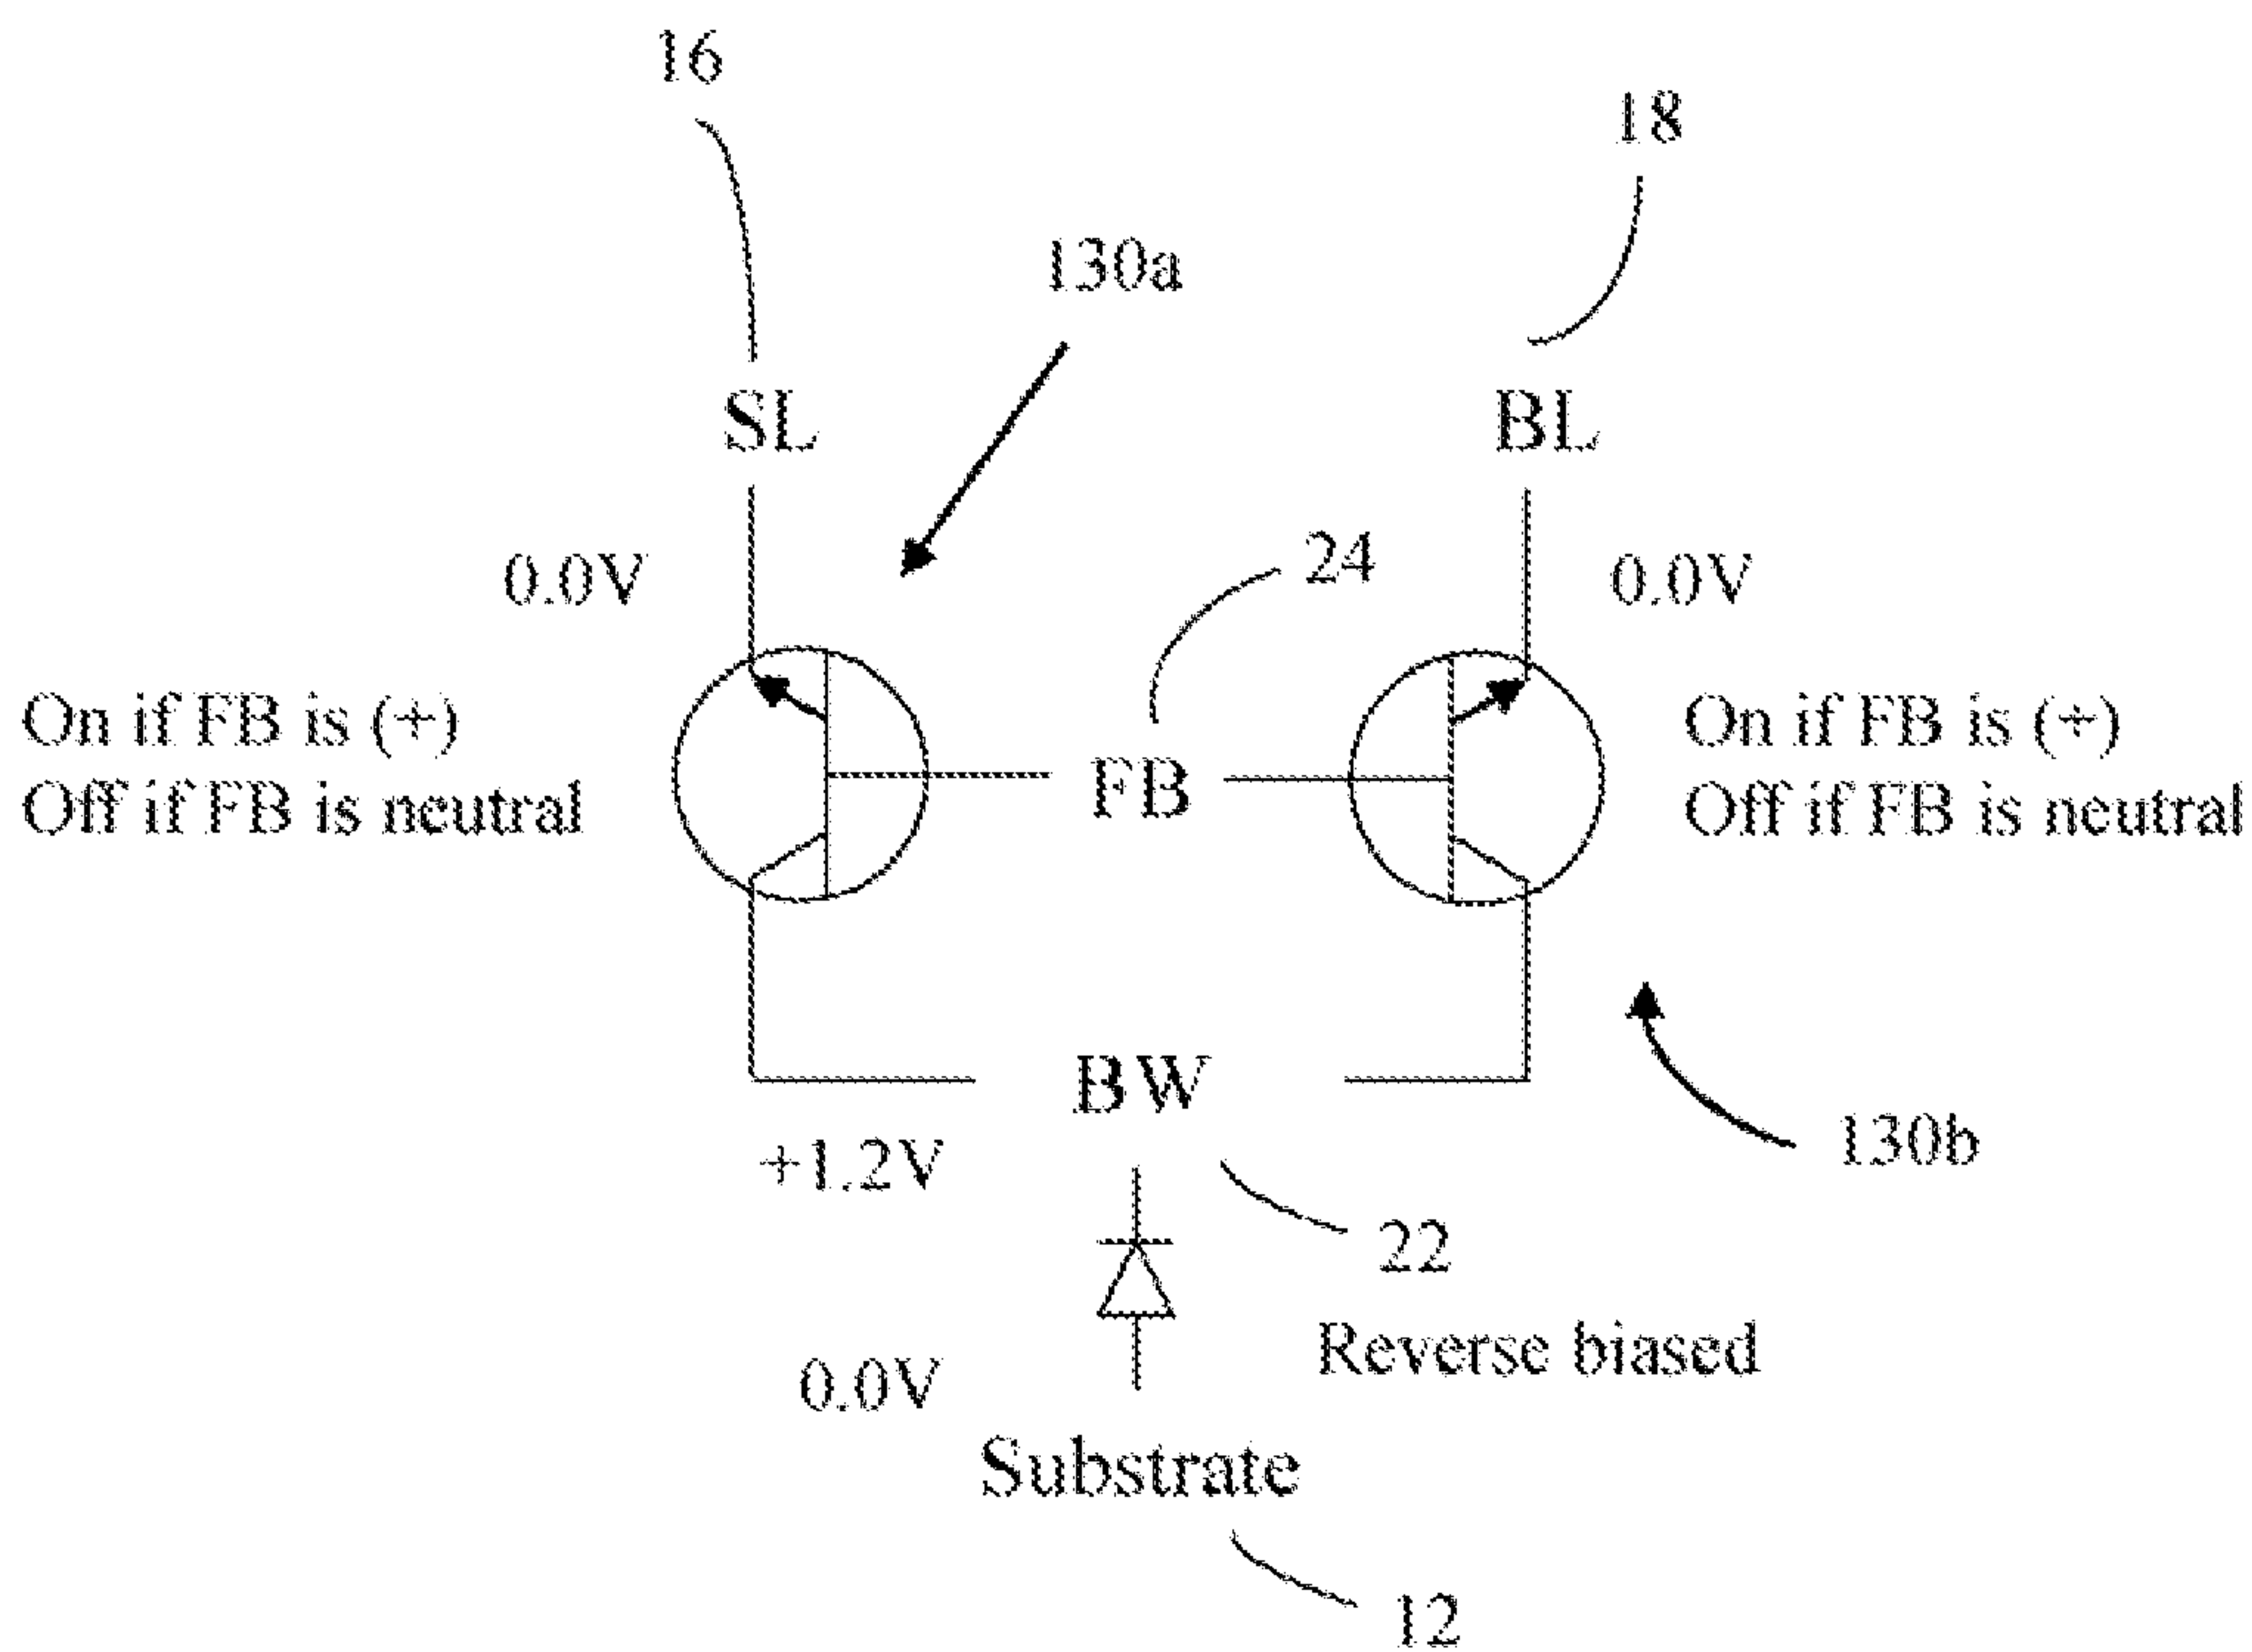 16
18
130a
SL
BL
0.0V
24
0.0V
On if FB is (+)
Off if FB is neutral
FB
On if FB is (+)
Off if FB is neutral
BW
+1.2V
130b
22
Reverse biased
0.0V
Substrate
12